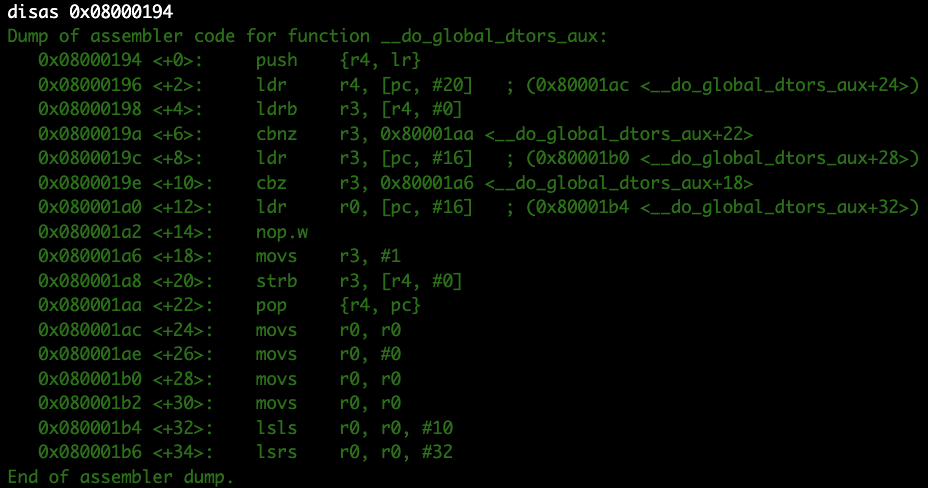 disas 0x08000194
Dump of assembler code for function __do_global_dtors_aux:
   0x08000194 <+0>:	push	{r4, lr}
   0x08000196 <+2>:	ldr	r4, [pc, #20]	; (0x80001ac <__do_global_dtors_aux+24>)
   0x08000198 <+4>:	ldrb	r3, [r4, #0]
   0x0800019a <+6>:	cbnz	r3, 0x80001aa <__do_global_dtors_aux+22>
   0x0800019c <+8>:	ldr	r3, [pc, #16]	; (0x80001b0 <__do_global_dtors_aux+28>)
   0x0800019e <+10>:	cbz	r3, 0x80001a6 <__do_global_dtors_aux+18>
   0x080001a0 <+12>:	ldr	r0, [pc, #16]	; (0x80001b4 <__do_global_dtors_aux+32>)
   0x080001a2 <+14>:	nop.w
   0x080001a6 <+18>:	movs	r3, #1
   0x080001a8 <+20>:	strb	r3, [r4, #0]
   0x080001aa <+22>:	pop	{r4, pc}
   0x080001ac <+24>:	movs	r0, r0
   0x080001ae <+26>:	movs	r0, #0
   0x080001b0 <+28>:	movs	r0, r0
   0x080001b2 <+30>:	movs	r0, r0
   0x080001b4 <+32>:	lsls	r0, r0, #10
   0x080001b6 <+34>:	lsrs	r0, r0, #32
End of assembler dump.